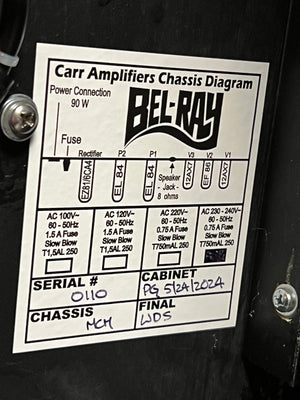 Carr Amplifiers Chassis Diagram
Power Connection
90 W
BEL-RAY
Fuse
Rectifier P2 P1 V3 V2 V1
EZ81/6CA4 EL 84 EL 84 Speaker - Jack - 8 ohms 12AX7 EF 86 12AX7
AC 100V~ AC 120V~ AC 220V~ AC 230 - 240V~
60 - 50Hz 60 - 50Hz 60 - 50Hz 60 - 50Hz
1.5 A Fuse 1.5 A Fuse 0.75 A Fuse 0.75 A Fuse
Slow Blow Slow Blow Slow Blow Slow Blow
T1,5AL 250 T1,5AL 250 T750mAL 250 T750mAL 250
SERIAL # CABINET
0110 PG 5/24/2024
CHASSIS FINAL
MCM WDS